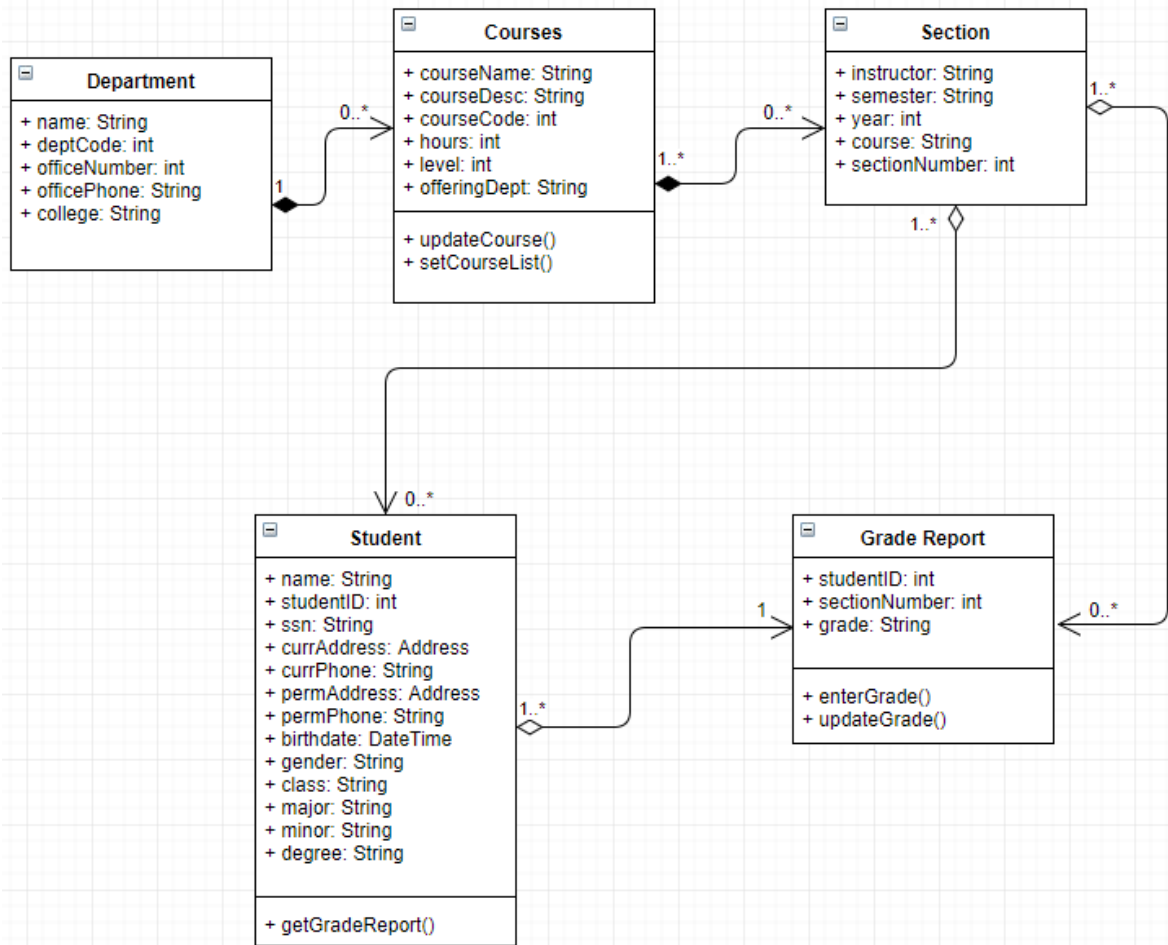 Department
+ name: String
+ deptCode: int
+ officeNumber: int
+ officePhone: String
+ college: String
1
0..*
Courses
+ courseName: String
+ courseDesc: String
+ courseCode: int
+ hours: int
+ level: int
+ offeringDept: String
+ updateCourse()
+ setCourseList()
1..*
0..*
Section
+ instructor: String
+ semester: String
+ year: int
+ course: String
+ sectionNumber: int
1..*
1..*
0..*
Student
+ name: String
+ studentID: int
+ ssn: String
+ currAddress: Address
+ currPhone: String
+ permAddress: Address
+ permPhone: String
+ birthdate: DateTime
+ gender: String
+ class: String
+ major: String
+ minor: String
+ degree: String
+ getGradeReport()
1..*
1
Grade Report
+ studentID: int
+ sectionNumber: int
+ grade: String
+ enterGrade()
+ updateGrade()
0..*